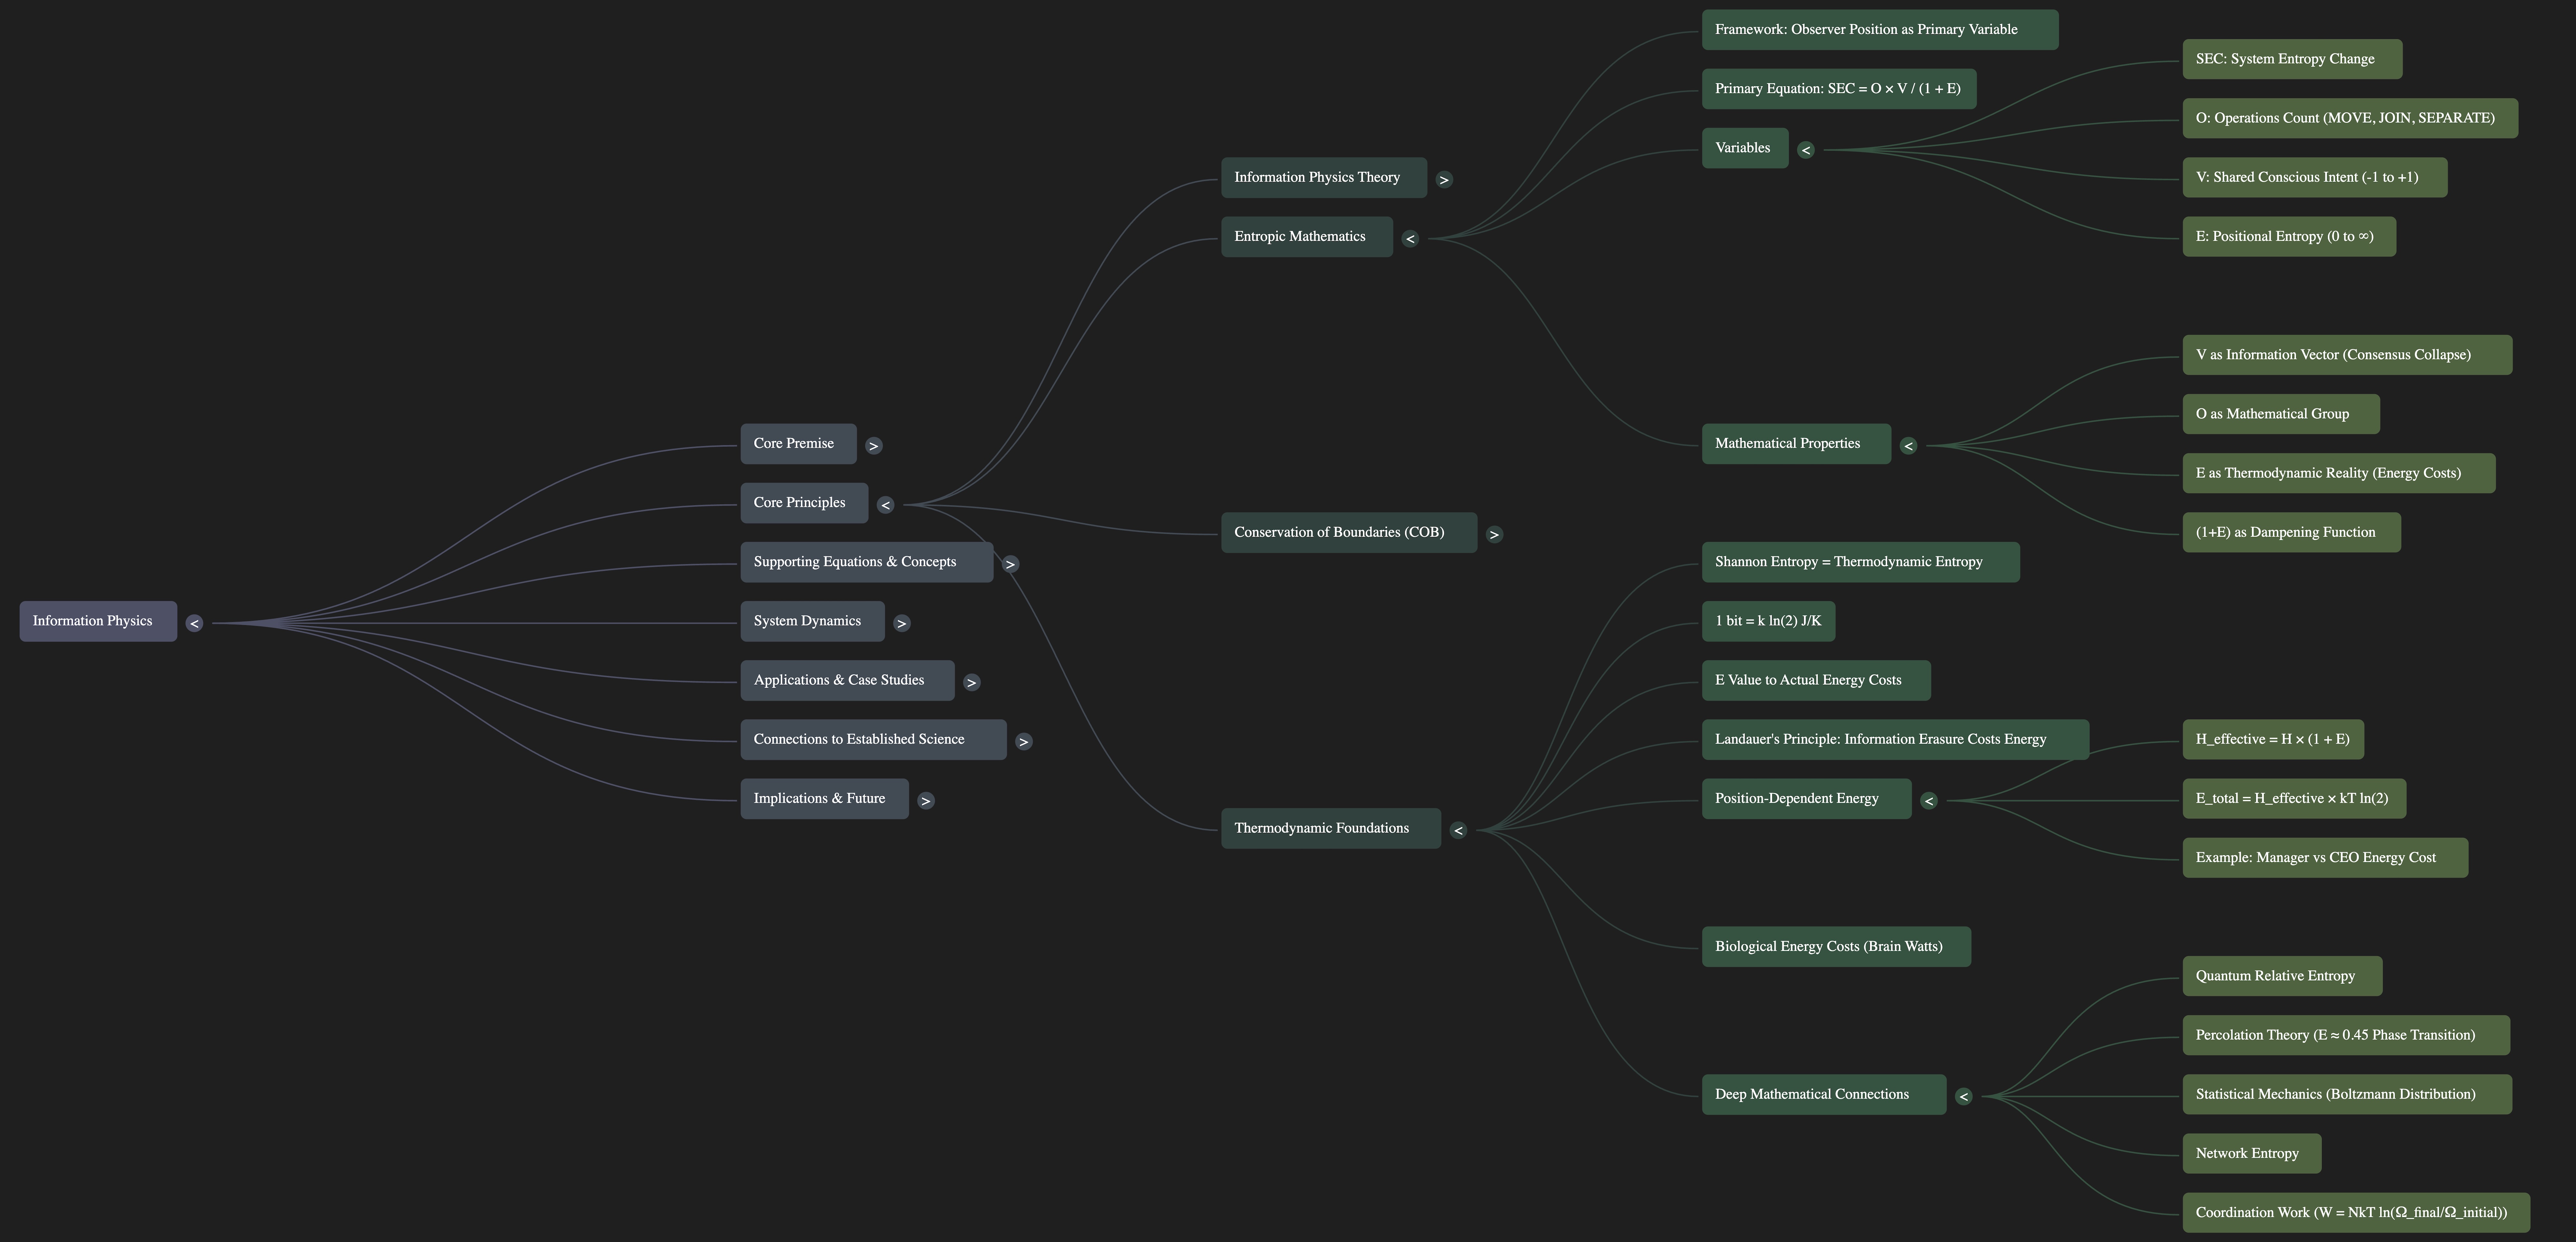 Information Physics
<
Core Premise
>
Core Principles
<
Supporting Equations & Concepts
>
System Dynamics
>
Applications & Case Studies
>
Connections to Established Science
>
Implications & Future
>
Information Physics Theory
>
Entropic Mathematics
<
Conservation of Boundaries (COB)
>
Thermodynamic Foundations
<
Framework: Observer Position as Primary Variable
Primary Equation: SEC = O × V / (1 + E)
Variables
<
SEC: System Entropy Change
O: Operations Count (MOVE, JOIN, SEPARATE)
V: Shared Conscious Intent (-1 to +1)
E: Positional Entropy (0 to ∞)
Mathematical Properties
<
V as Information Vector (Consensus Collapse)
O as Mathematical Group
E as Thermodynamic Reality (Energy Costs)
(1+E) as Dampening Function
Shannon Entropy = Thermodynamic Entropy
1 bit = k ln(2) J/K
E Value to Actual Energy Costs
Landauer's Principle: Information Erasure Costs Energy
Position-Dependent Energy
<
H_effective = H × (1 + E)
E_total = H_effective × kT ln(2)
Example: Manager vs CEO Energy Cost
Biological Energy Costs (Brain Watts)
Deep Mathematical Connections
<
Quantum Relative Entropy
Percolation Theory (E ≈ 0.45 Phase Transition)
Statistical Mechanics (Boltzmann Distribution)
Network Entropy
Coordination Work (W = NkT ln(Ω_final/Ω_initial))